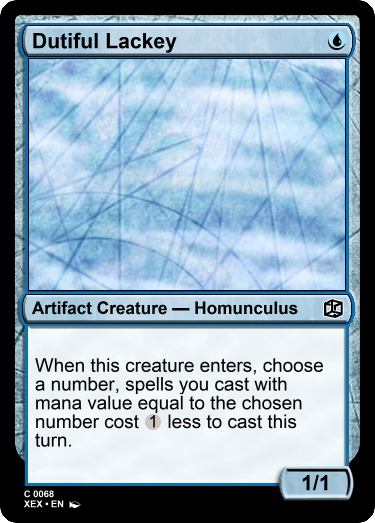 Dutiful Lackey
Artifact Creature — Homunculus
When this creature enters, choose
a number, spells you cast with
mana value equal to the chosen
number cost 1 less to cast this
turn.
1/1
C 0068
XEX • EN